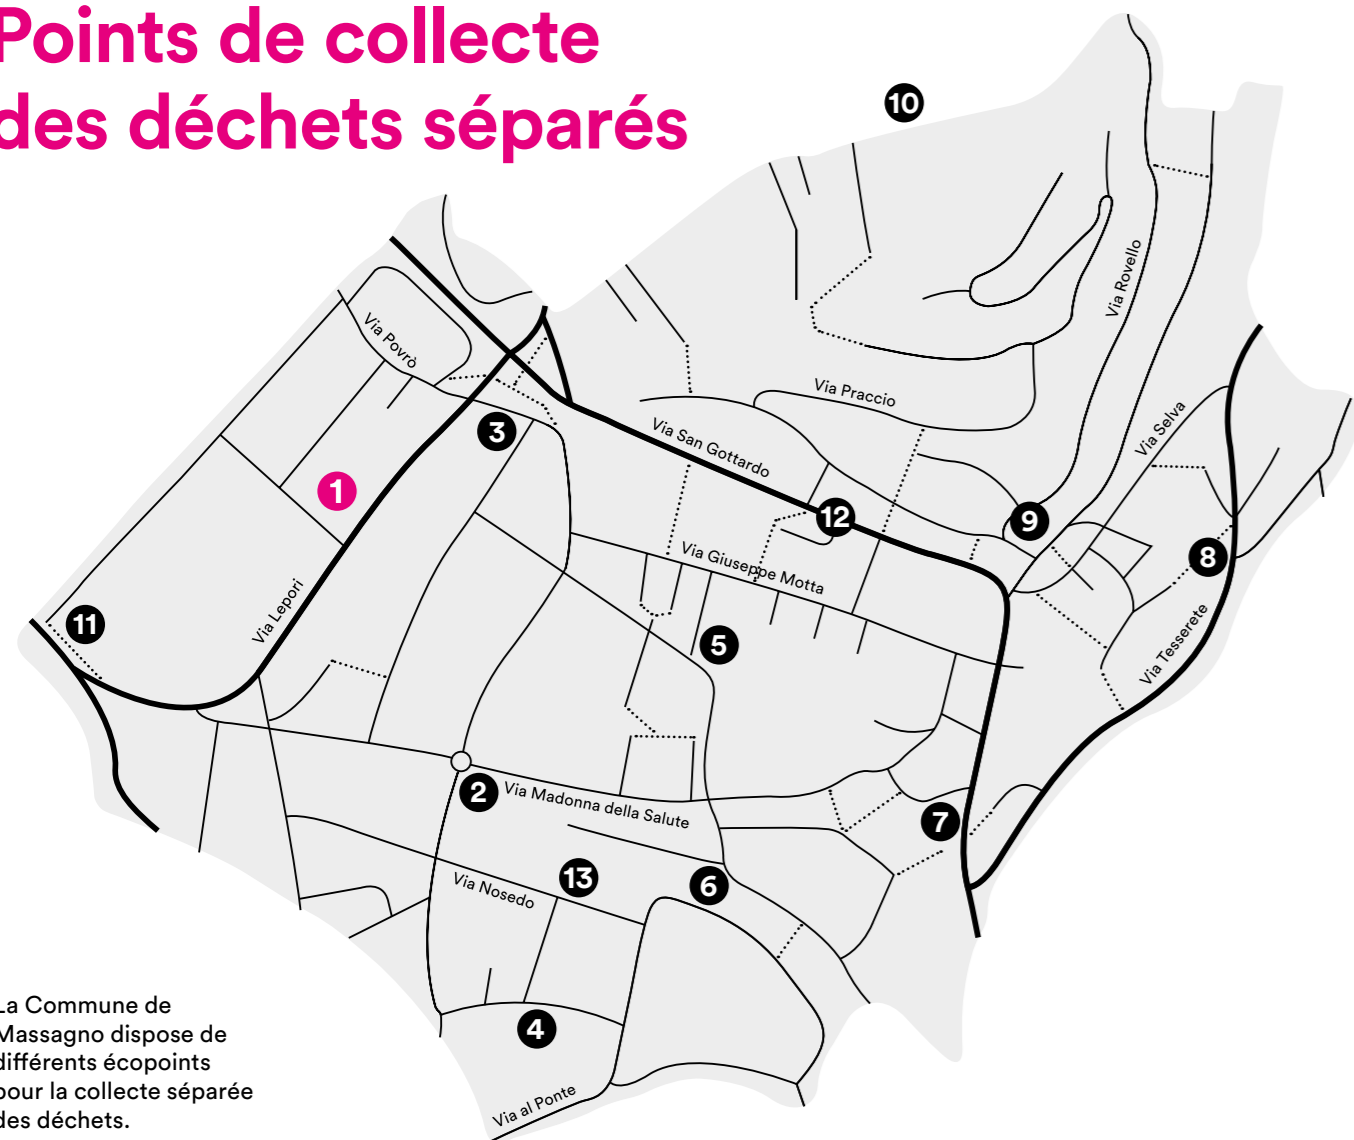 Points de collecte
des déchets séparés
10
Via Rovello
Via Povrò
Via Praccio
Via Selva
3
Via San Gottardo
1
12
9
Via Giuseppe Motta
8
Via Lepori
11
5
Via Tesserete
2
Via Madonna della Salute
7
13
6
Via Nosedo
4
Via al Ponte
La Commune de
Massagno dispose de
différents écopoints
pour la collecte séparée
des déchets.